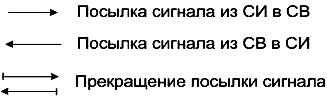 Посылка сигнала из СИ в СВ
Посылка сигнала из СВ в СИ
Прекращение посылки сигнала